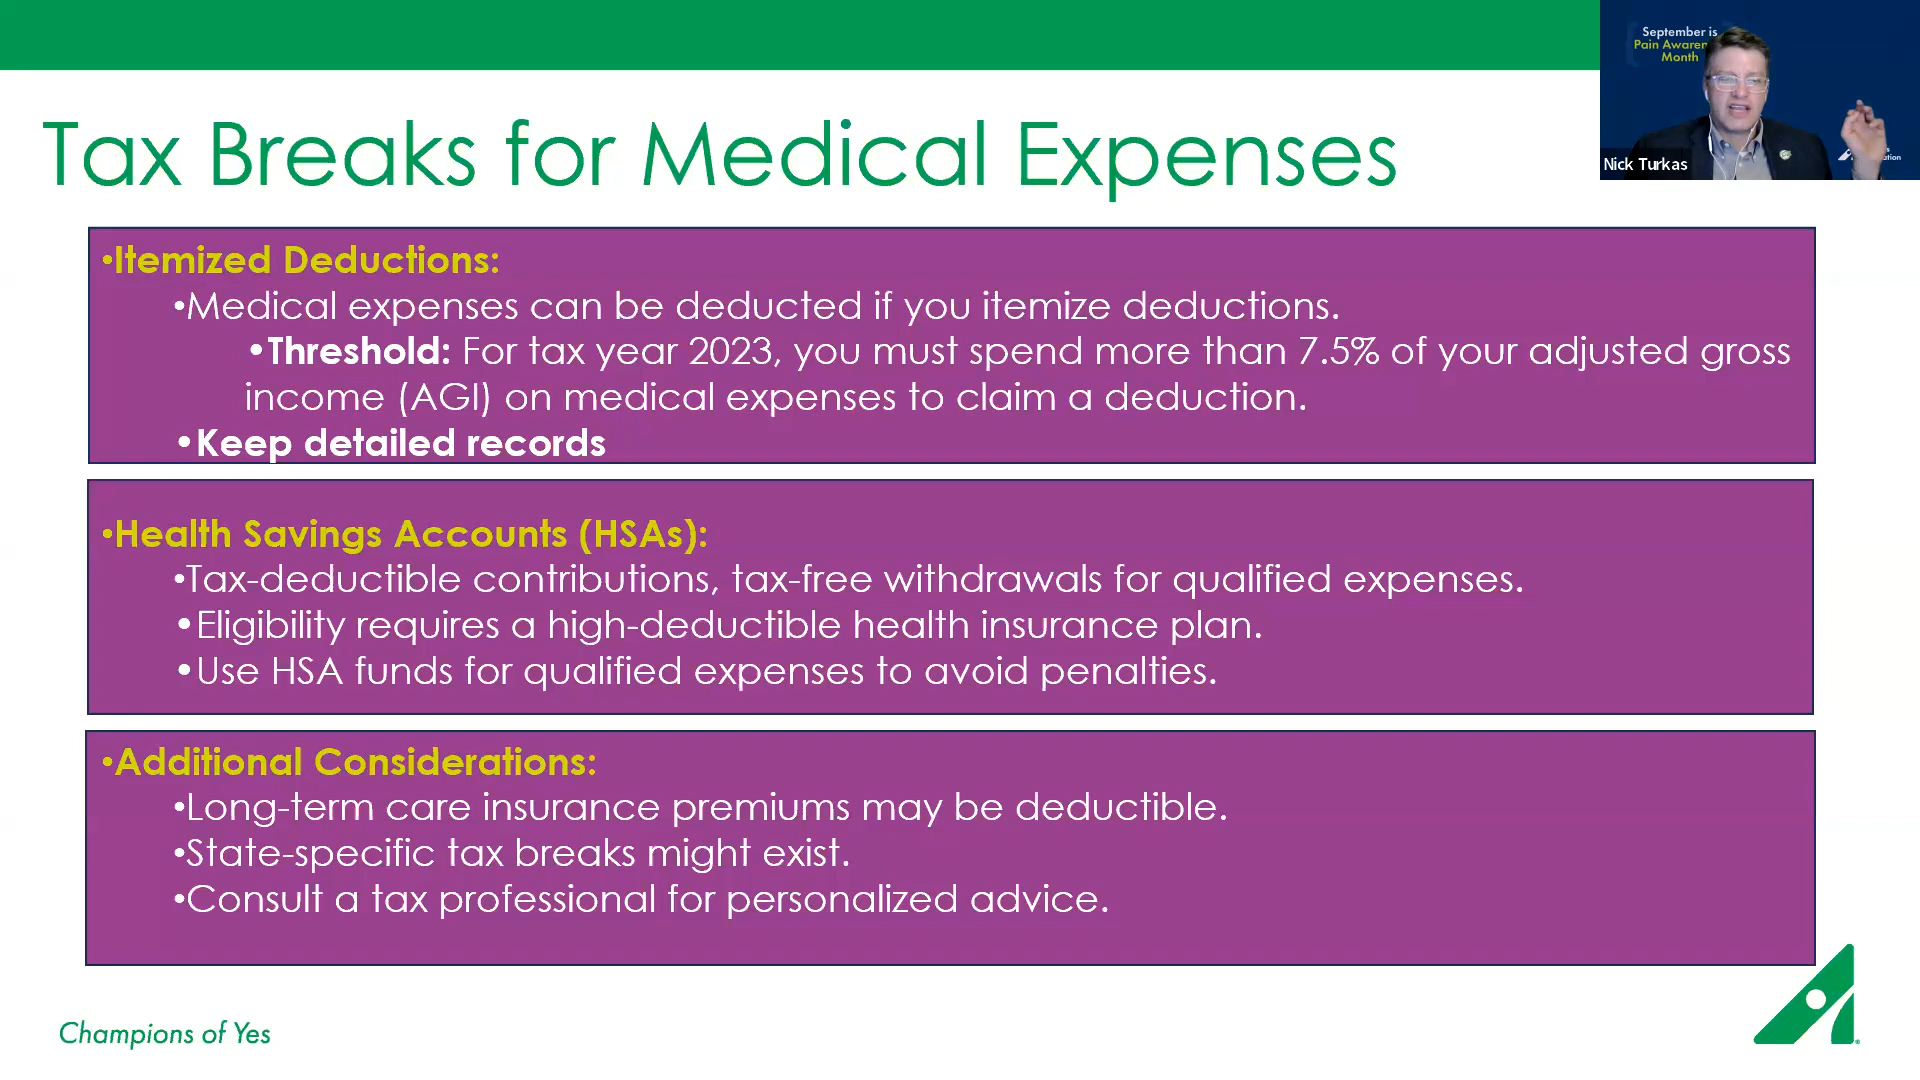 September is
Pain Awaren
Month
Nick Turkas
Tax Breaks for Medical Expenses
•Itemized Deductions:
•Medical expenses can be deducted if you itemize deductions.
•Threshold: For tax year 2023, you must spend more than 7.5% of your adjusted gross
income (AGI) on medical expenses to claim a deduction.
•Keep detailed records
•Health Savings Accounts (HSAs):
•Tax-deductible contributions, tax-free withdrawals for qualified expenses.
•Eligibility requires a high-deductible health insurance plan.
•Use HSA funds for qualified expenses to avoid penalties.
•Additional Considerations:
•Long-term care insurance premiums may be deductible.
•State-specific tax breaks might exist.
•Consult a tax professional for personalized advice.
Champions of Yes